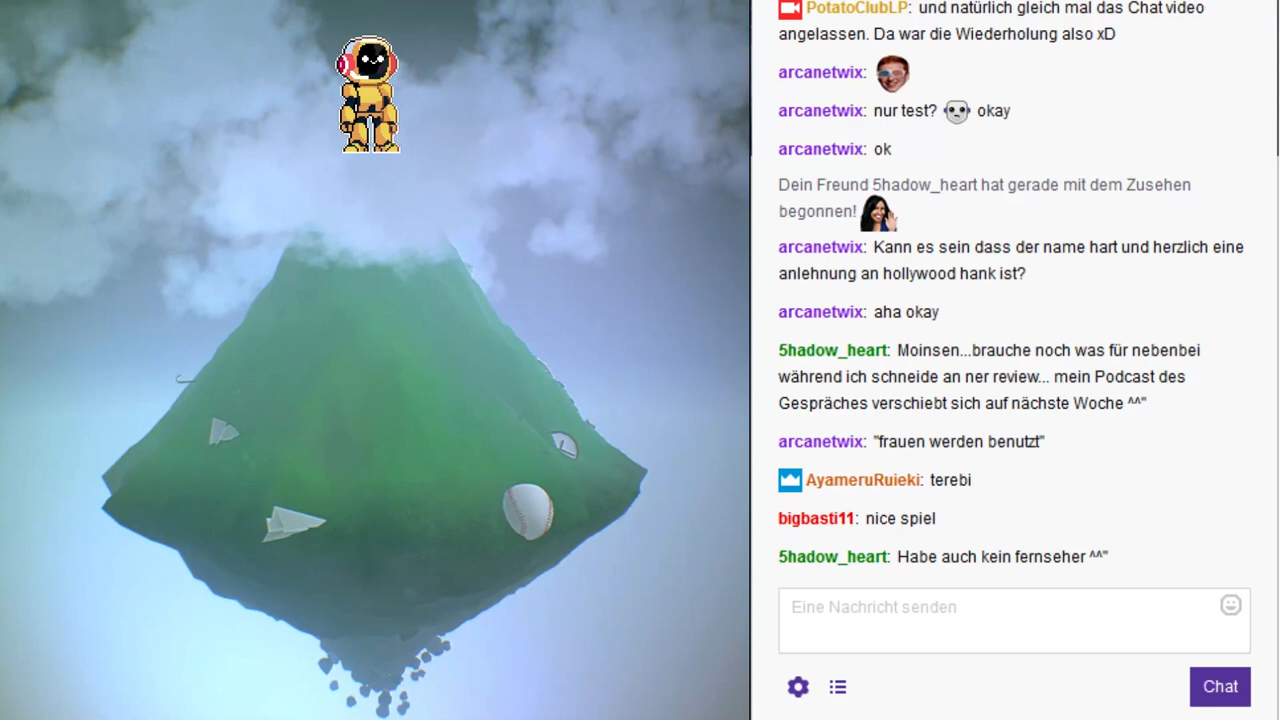 PotatoClubLP: und natürlich gleich mal das Chat video
angelassen. Da war die Wiederholung also xD
arcanetwix:
arcanetwix: nur test? okay
arcanetwix: ok
Dein Freund 5hadow_heart hat gerade mit dem Zusehen
begonnen!
arcanetwix: Kann es sein dass der name hart und herzlich eine
anlehnung an hollywood hank ist?
arcanetwix: aha okay
5hadow_heart: Moinsen...brauche noch was für nebenbei
während ich schneide an ner review... mein Podcast des
Gespräches verschiebt sich auf nächste Woche ^^"
arcanetwix: "frauen werden benutzt"
AyameruRuieki: terebi
bigbasti11: nice spiel
5hadow_heart: Habe auch kein fernseher ^^"
Eine Nachricht senden
Chat